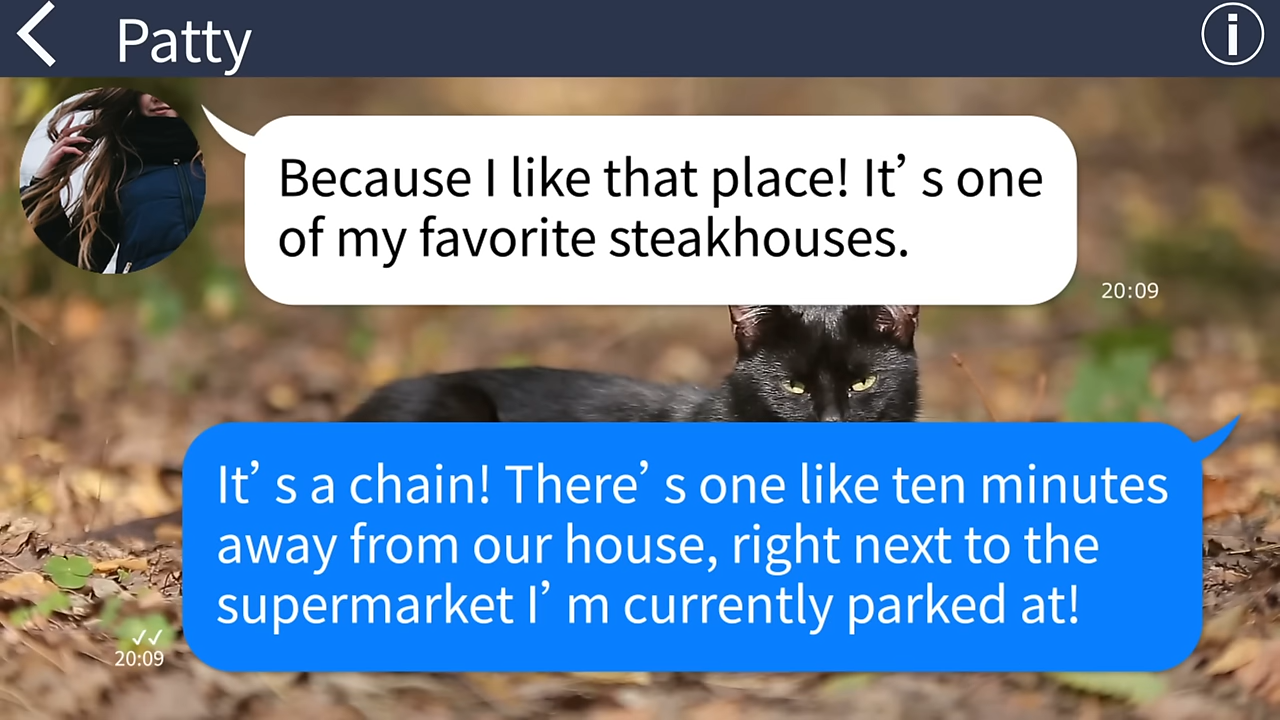 Patty
Because I like that place! It’s one
of my favorite steakhouses.
20:09
It’s a chain! There’s one like ten minutes
away from our house, right next to the
supermarket I’m currently parked at!
20:09